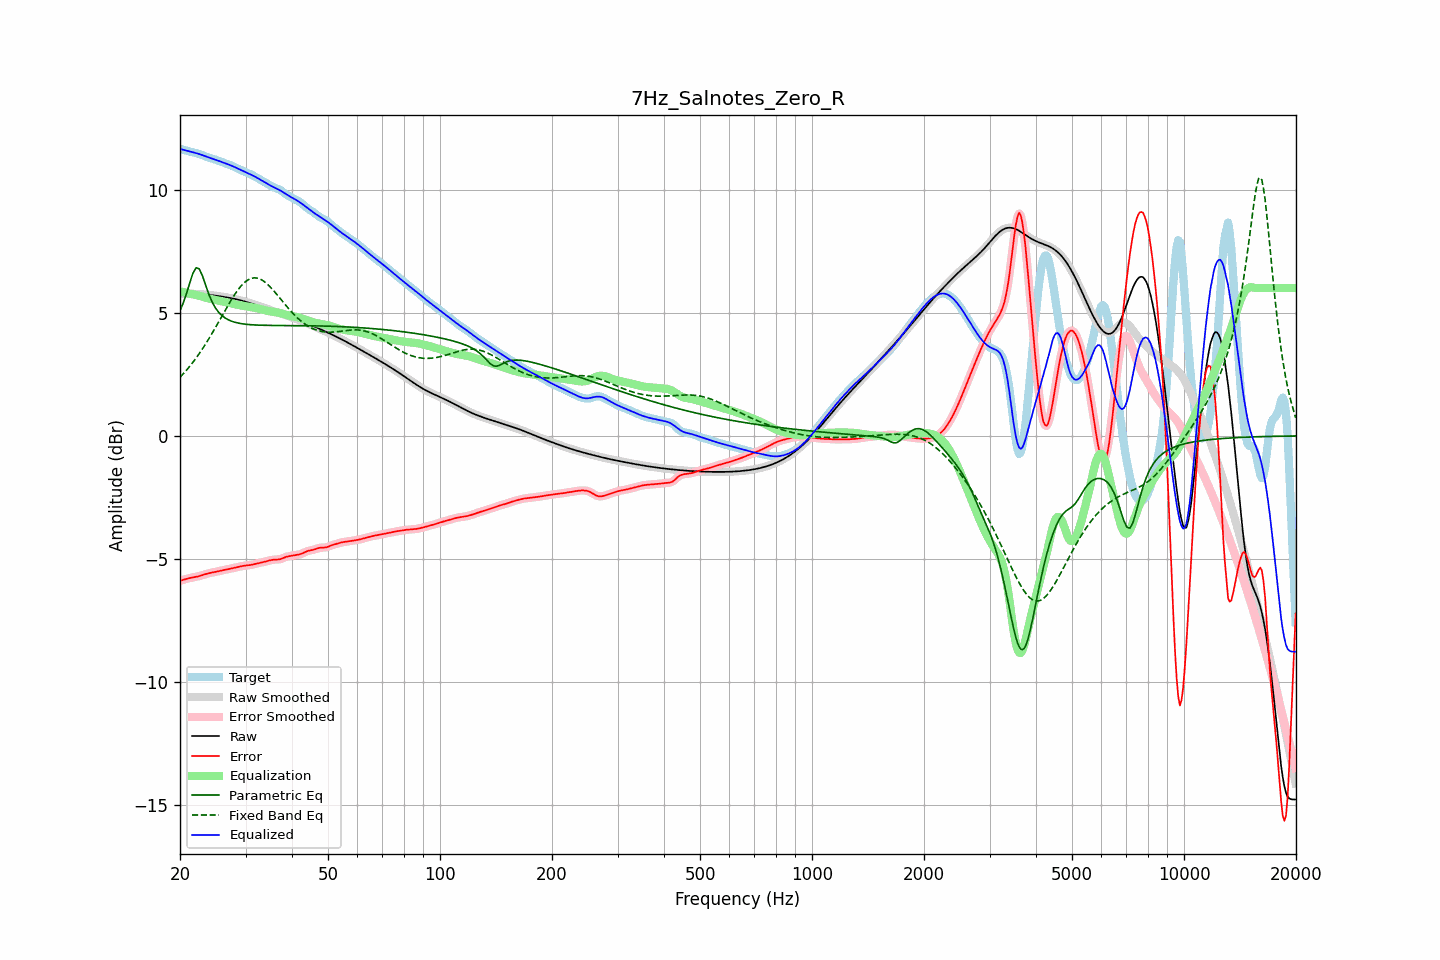 7Hz_Salnotes_Zero_R
Amplitude (dBr)
10
5
0
−5
−10
−15
Target
Raw Smoothed
Error Smoothed
Raw
Error
Equalization
Parametric Eq
Fixed Band Eq
Equalized
20 50 100 200 500 1000 2000 5000 10000 20000
Frequency (Hz)